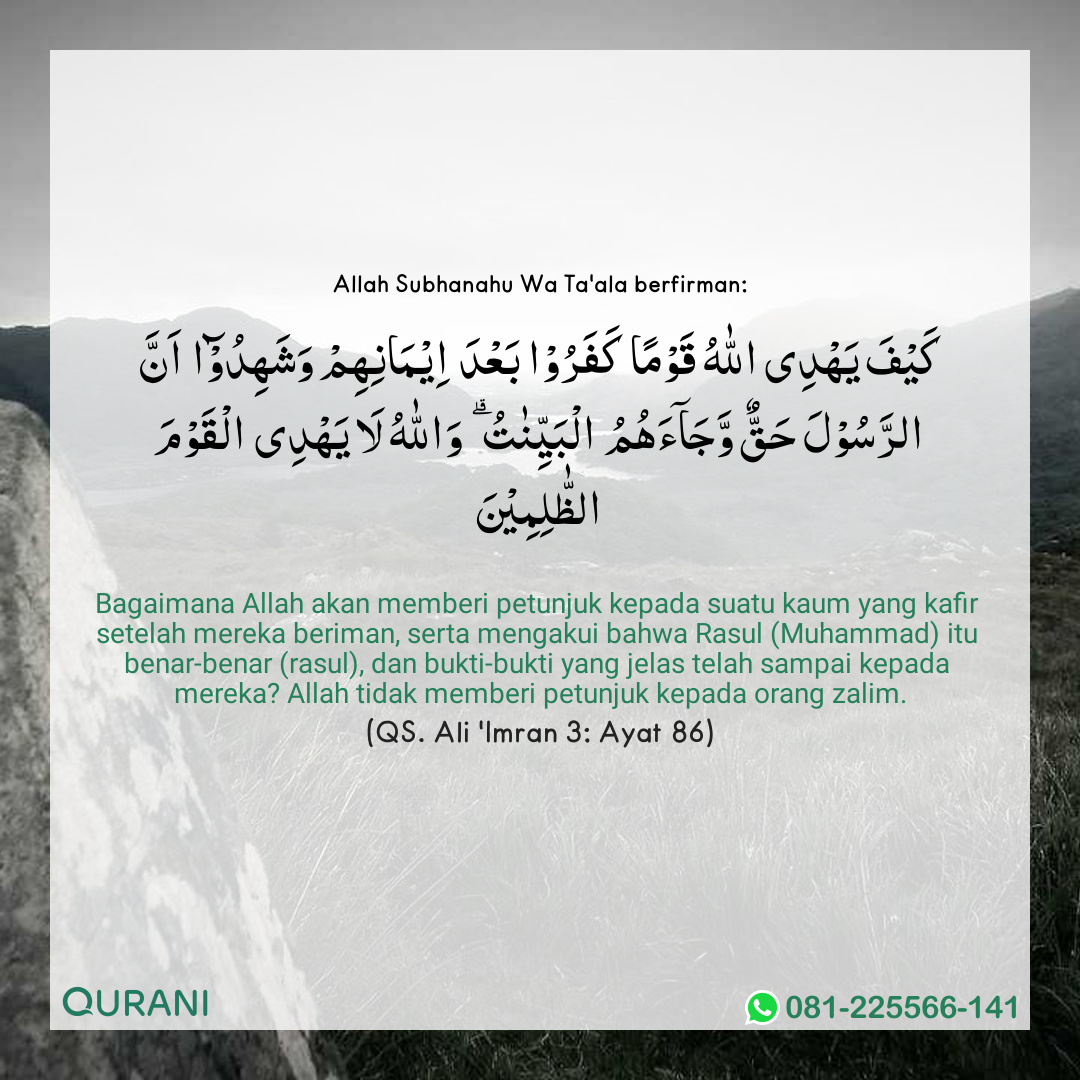 Allah Subhanahu Wa Ta'ala berfirman:
كَيْفَ يَهْدِى اللّٰهُ قَوْمًا كَفَرُوْا بَعْدَ اِيْمَانِهِمْ وَشَهِدُوْٓا اَنَّ
الرَّسُوْلَ حَقٌّ وَّجَآءَهُمُ الْبَيِّنٰتُ ۗ وَاللّٰهُ لَا يَهْدِى الْقَوْمَ
الظّٰلِمِيْنَ
Bagaimana Allah akan memberi petunjuk kepada suatu kaum yang kafir
setelah mereka beriman, serta mengakui bahwa Rasul (Muhammad) itu
benar-benar (rasul), dan bukti-bukti yang jelas telah sampai kepada
mereka? Allah tidak memberi petunjuk kepada orang zalim.
(QS. Ali 'Imran 3: Ayat 86)
QURANI
081-225566-141